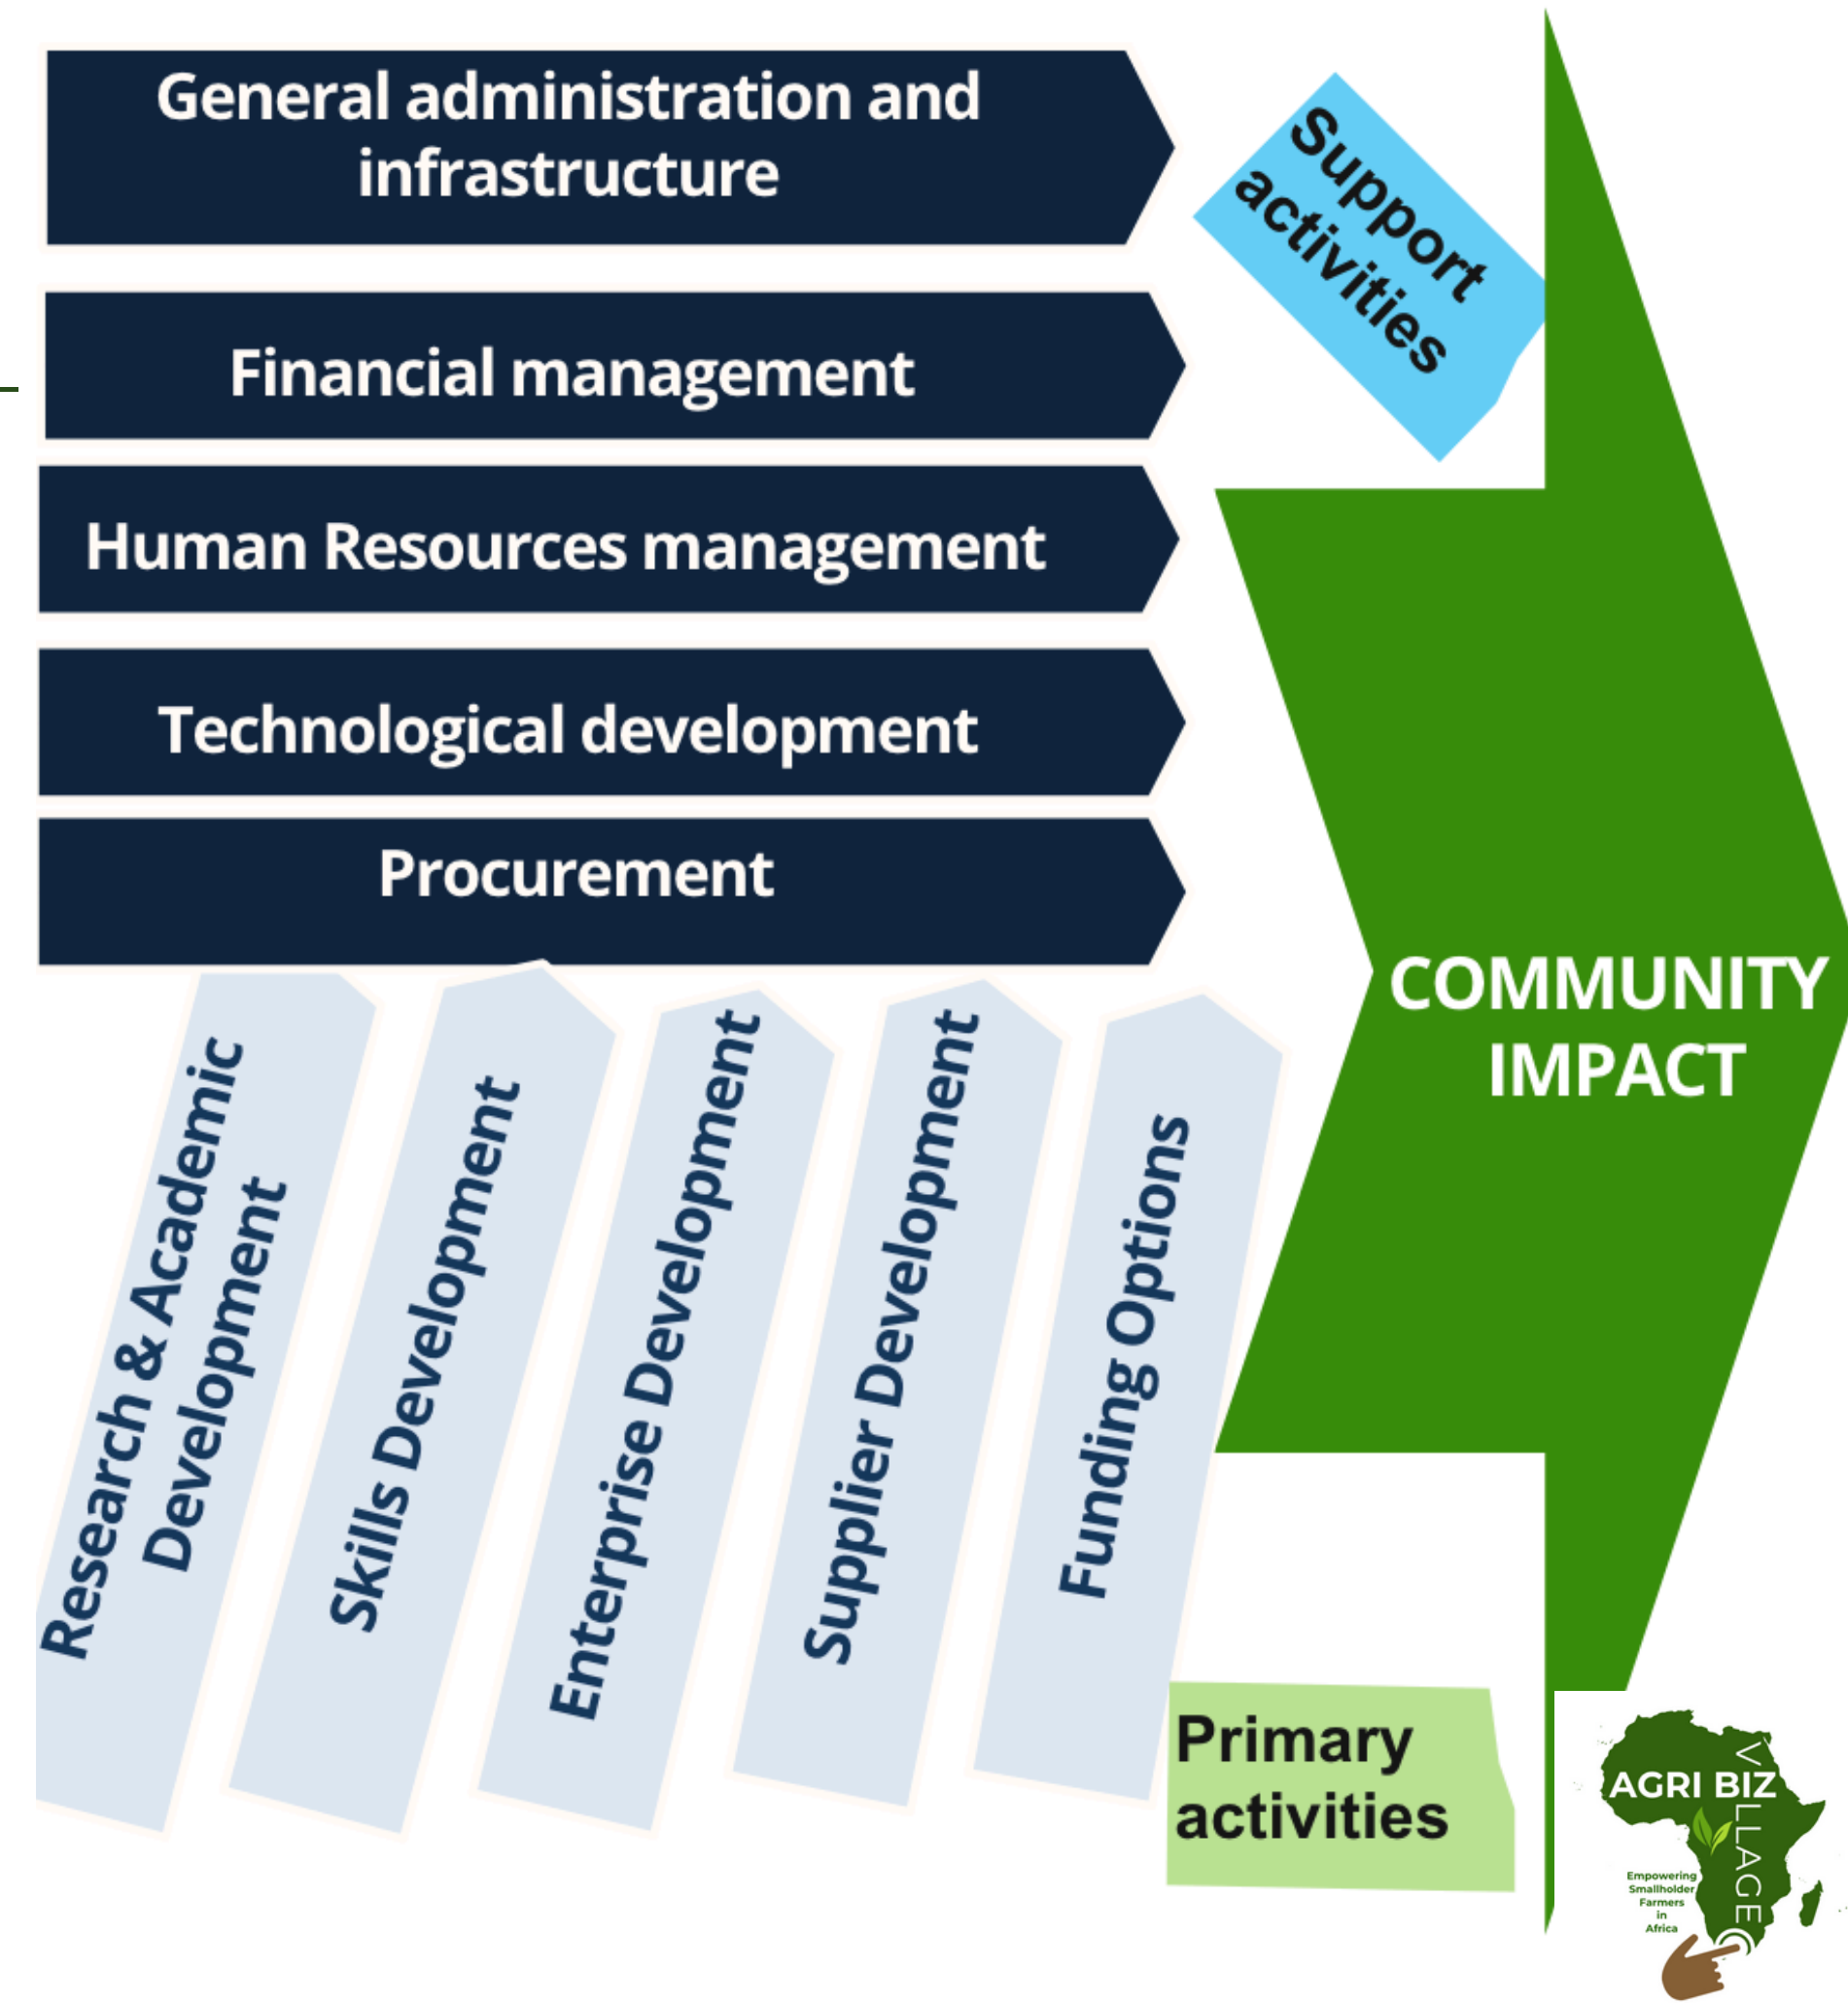 General administration and
infrastructure
Support
activities
Financial management
Human Resources management
Technological development
Procurement
COMMUNITY
IMPACT
Research & Academic
Development
Skills Development
Enterprise Development
Supplier Development
Funding Options
Primary
activities
AGRI BIZ
VILLAGE
Empowering
Smallholder
Farmers
in
Africa